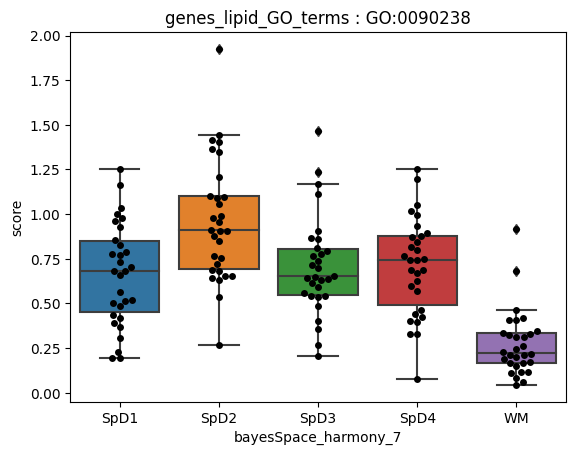 genes_lipid_GO_terms : GO:0090238
2.00
1.75
1.50
1.25
1.00
0.75
0.50
0.25
0.00
score
SpD1 SpD2 SpD3 SpD4 WM
bayesSpace_harmony_7